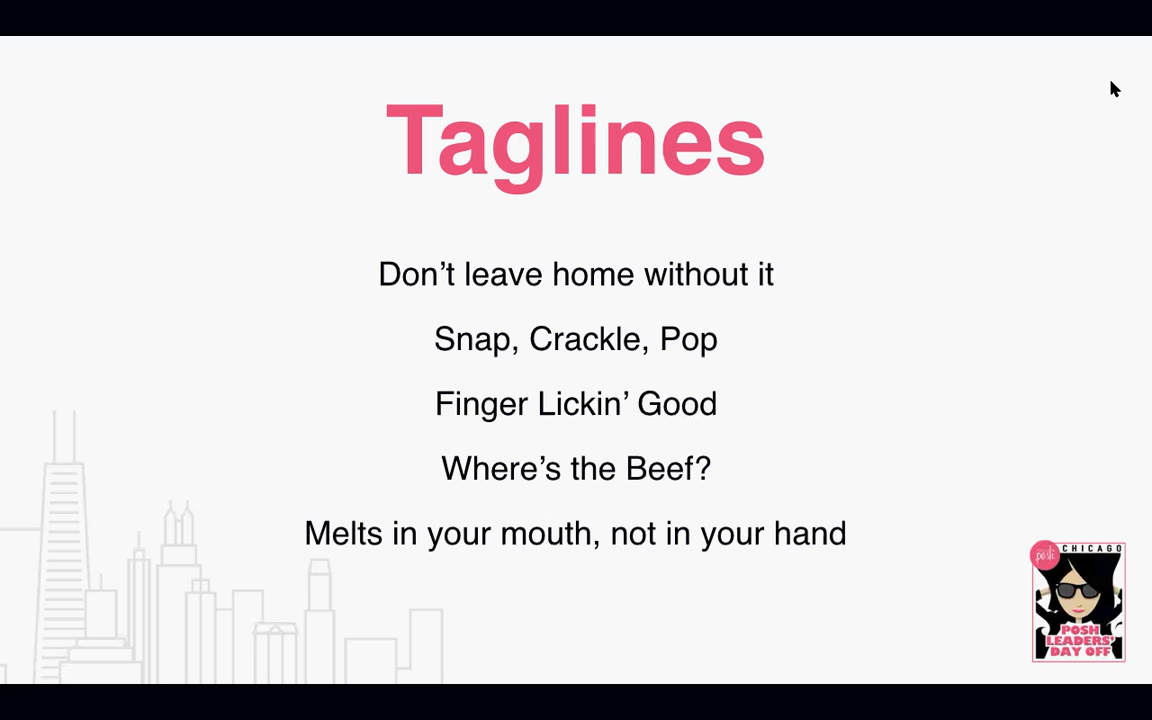 Taglines
Don’t leave home without it
Snap, Crackle, Pop
Finger Lickin’ Good
Where’s the Beef?
Melts in your mouth, not in your hand
posh
CHICAGO
POSH
LEADERS'
DAY OFF